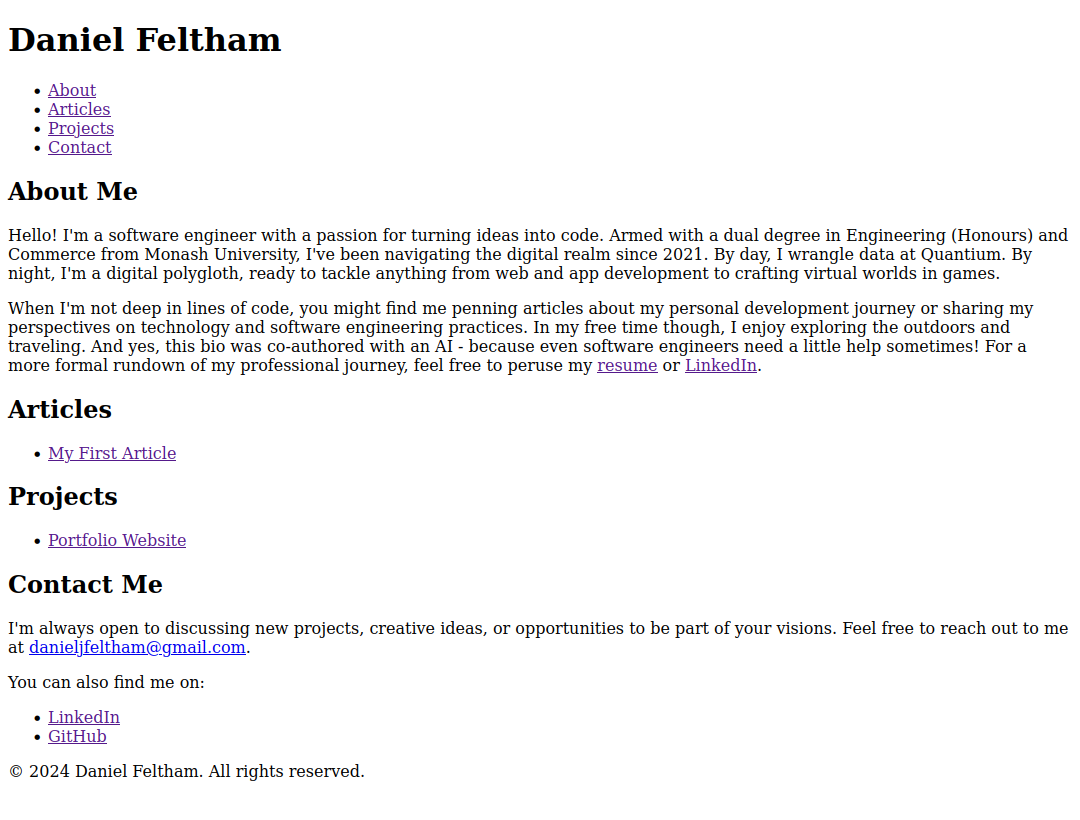 Daniel Feltham
• About
• Articles
• Projects
• Contact
About Me
Hello! I'm a software engineer with a passion for turning ideas into code. Armed with a dual degree in Engineering (Honours) and
Commerce from Monash University, I've been navigating the digital realm since 2021. By day, I wrangle data at Quantium. By
night, I'm a digital polygloth, ready to tackle anything from web and app development to crafting virtual worlds in games.
When I'm not deep in lines of code, you might find me penning articles about my personal development journey or sharing my
perspectives on technology and software engineering practices. In my free time though, I enjoy exploring the outdoors and
traveling. And yes, this bio was co-authored with an AI - because even software engineers need a little help sometimes! For a
more formal rundown of my professional journey, feel free to peruse my resume or LinkedIn.
Articles
• My First Article
Projects
• Portfolio Website
Contact Me
I'm always open to discussing new projects, creative ideas, or opportunities to be part of your visions. Feel free to reach out to me
at danieljfeltham@gmail.com.
You can also find me on:
• LinkedIn
• GitHub
© 2024 Daniel Feltham. All rights reserved.